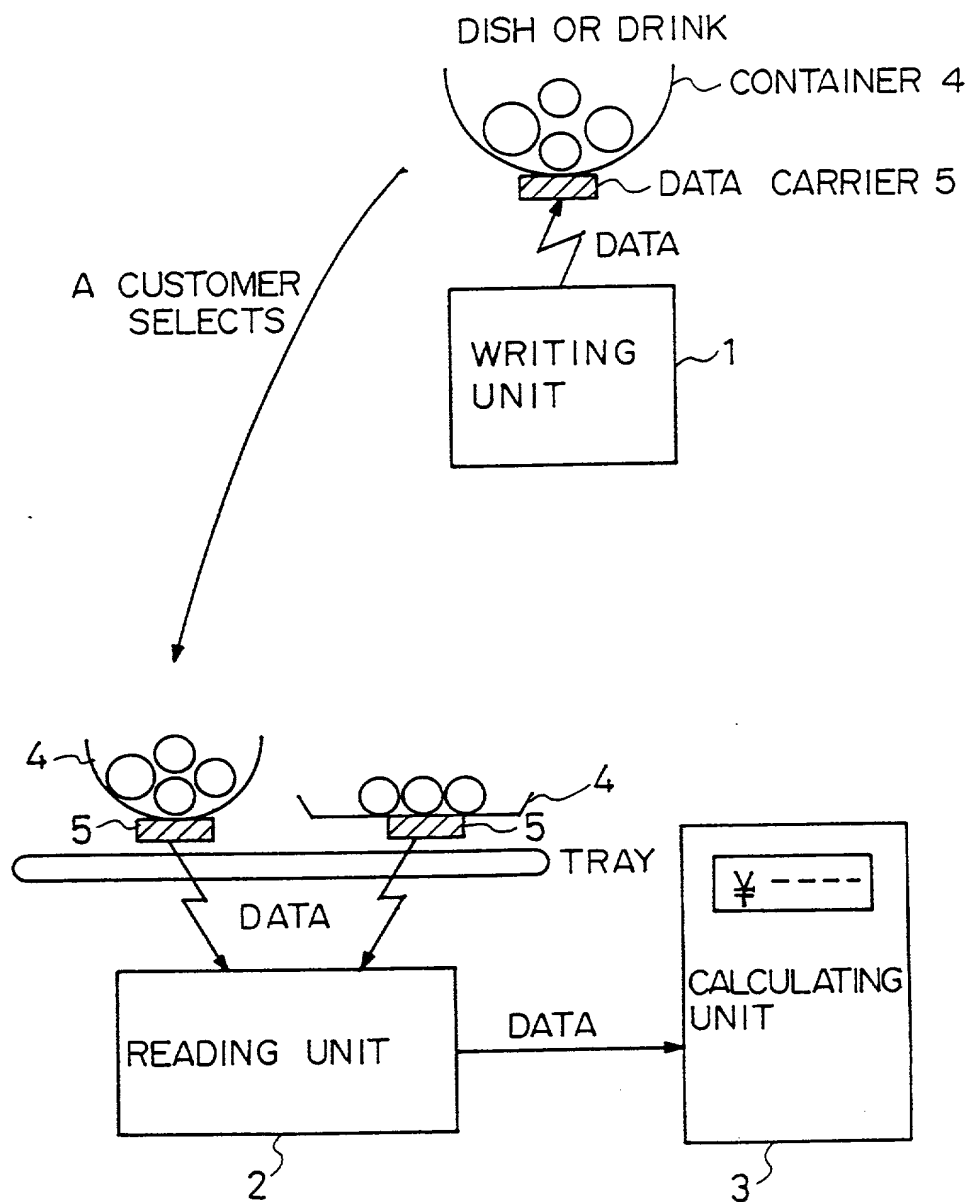 DISH OR DRINK
CONTAINER 4
DATA CARRIER 5
DATA
A CUSTOMER
SELECTS
WRITING
UNIT
1
4
4
5
5
TRAY
DATA
¥ ----
CALCULATING
UNIT
DATA
READING UNIT
2
3